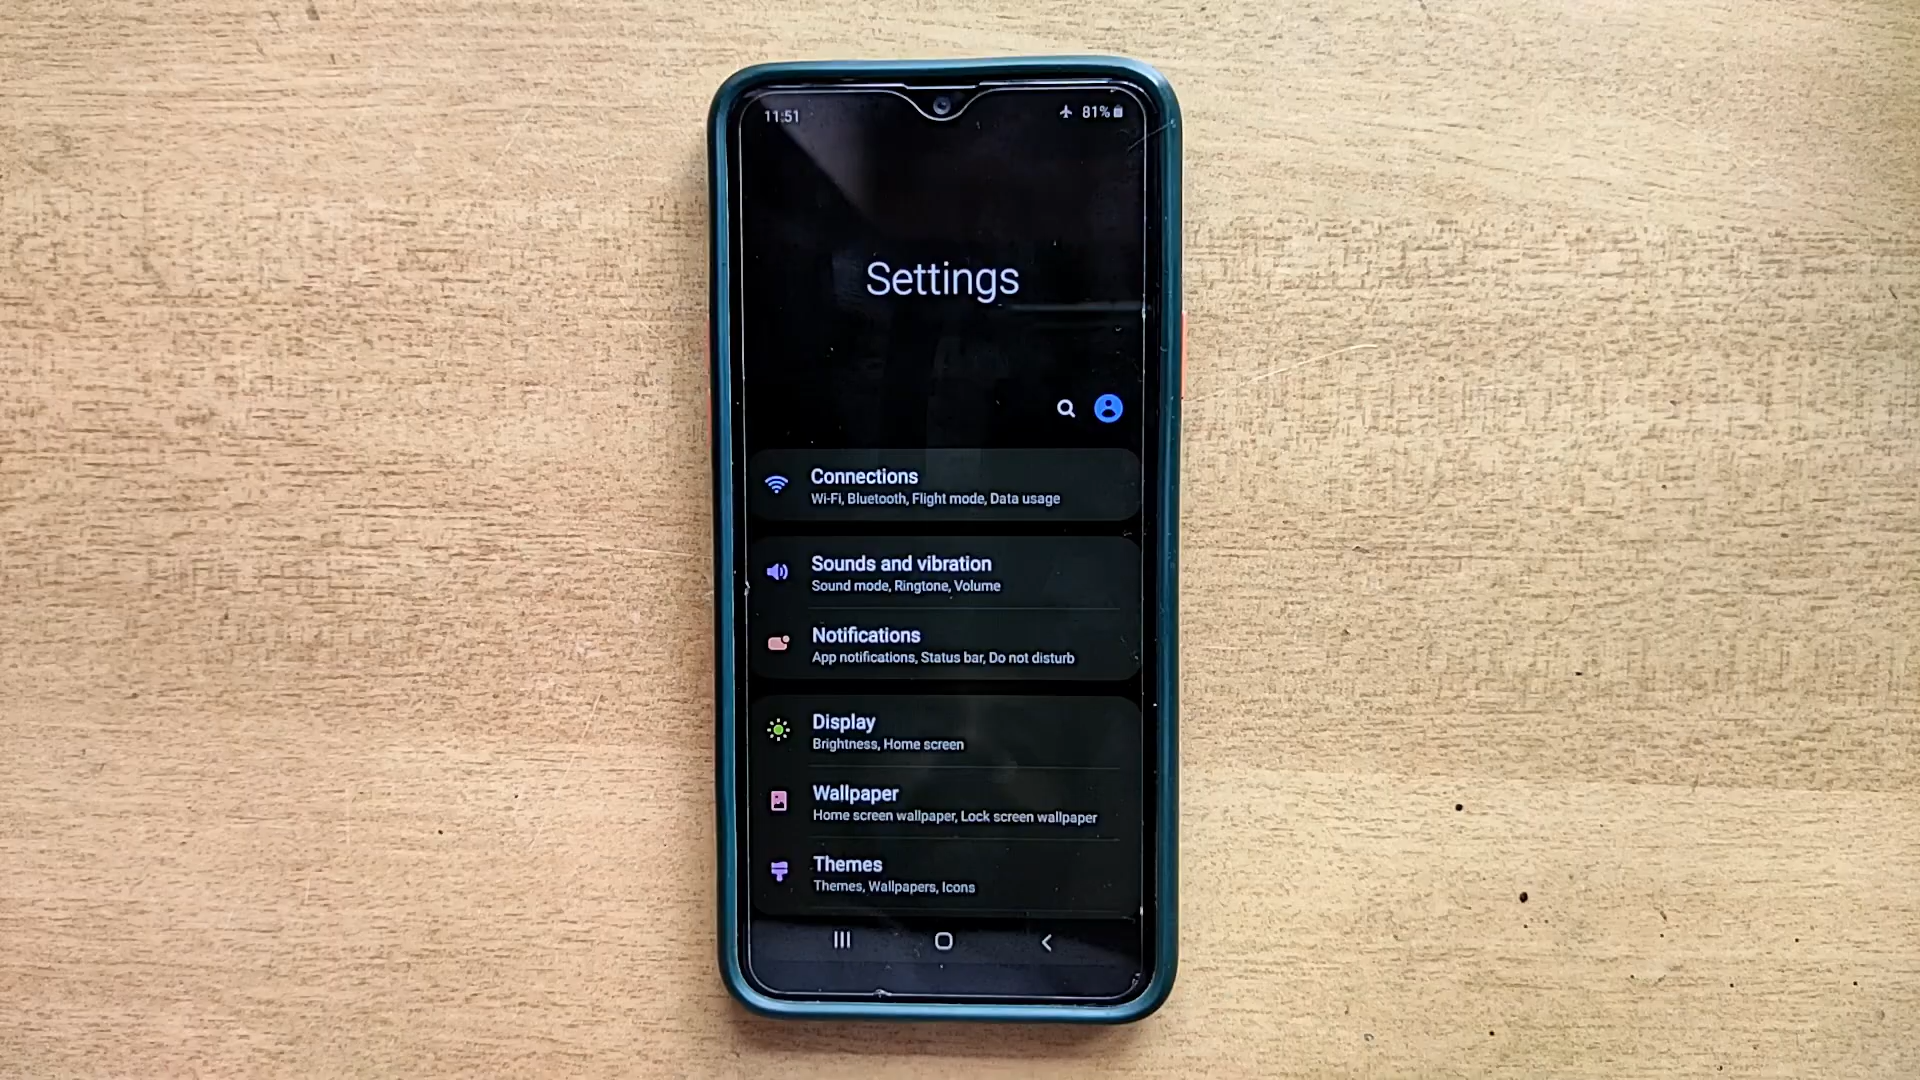 11:51
81%
Settings
Connections
Wi-Fi, Bluetooth, Flight mode, Data usage
Sounds and vibration
Sound mode, Ringtone, Volume
Notifications
App notifications, Status bar, Do not disturb
Display
Brightness, Home screen
Wallpaper
Home screen wallpaper, Lock screen wallpaper
Themes
Themes, Wallpapers, Icons